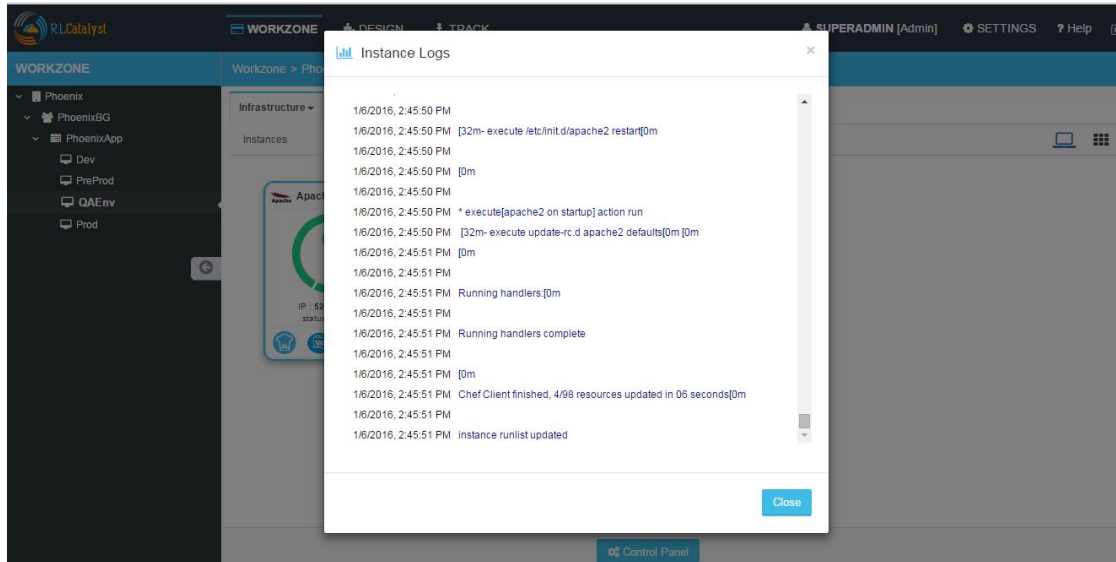 RLCatalyst
WORKZONE
DESIGN
TRACK
SUPERADMIN [Admin]
SETTINGS
? Help
WORKZONE
Workzone > Pho
Phoenix
PhoenixBG
PhoenixApp
Dev
PreProd
QAEnv
Prod
Infrastructure
Instances
Apache
Apac
IP : 52
status
Instance Logs
×
1/6/2016, 2:45:50 PM
1/6/2016, 2:45:50 PM [32m- execute /etc/init.d/apache2 restart[0m
1/6/2016, 2:45:50 PM
1/6/2016, 2:45:50 PM [0m
1/6/2016, 2:45:50 PM
1/6/2016, 2:45:50 PM * execute[apache2 on startup] action run
1/6/2016, 2:45:50 PM [32m- execute update-rc.d apache2 defaults[0m [0m
1/6/2016, 2:45:51 PM [0m
1/6/2016, 2:45:51 PM
1/6/2016, 2:45:51 PM Running handlers:[0m
1/6/2016, 2:45:51 PM
1/6/2016, 2:45:51 PM Running handlers complete
1/6/2016, 2:45:51 PM
1/6/2016, 2:45:51 PM [0m
1/6/2016, 2:45:51 PM Chef Client finished, 4/98 resources updated in 06 seconds[0m
1/6/2016, 2:45:51 PM
1/6/2016, 2:45:51 PM instance runlist updated
Close
Control Panel